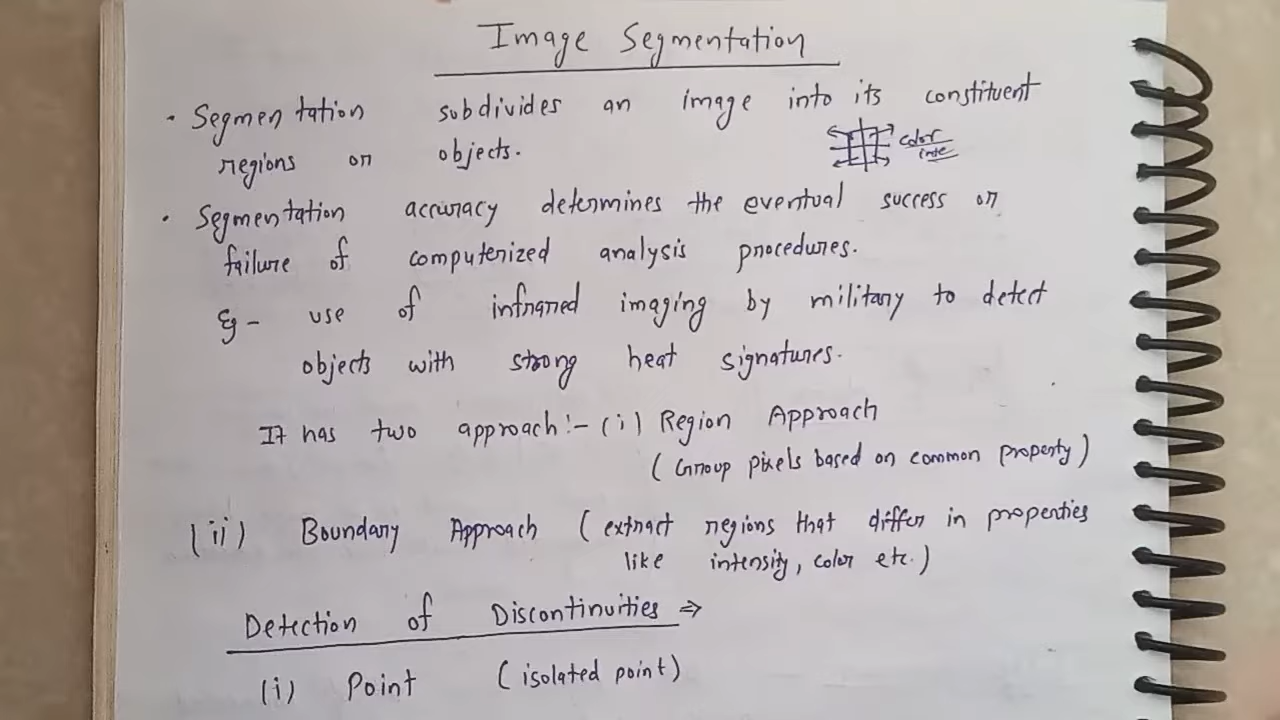 Image Segmentation
• Segmentation subdivides an image into its constituent
regions or objects.
color
inte
• Segmentation accuracy determines the eventual success or
failure of computerized analysis procedures.
Eg - use of infrared imaging by military to detect
objects with strong heat signatures.
It has two approach:- (i) Region Approach
(Group pixels based on common property)
(ii) Boundary Approach (extract regions that differ in properties
like intensity, color etc.)
Detection of Discontinuities ⇒
(i) Point (isolated point)